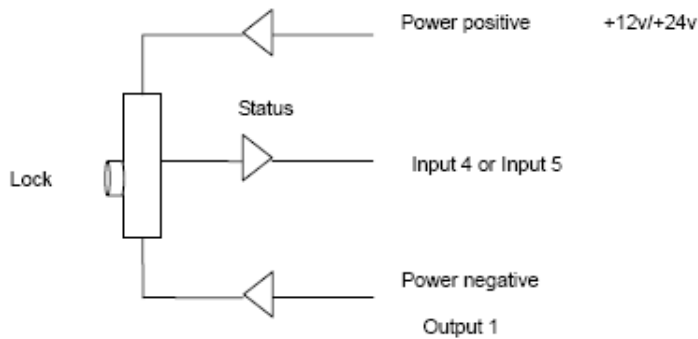 Power positive +12v/+24v
Status
Input 4 or Input 5
Lock
Power negative
Output 1